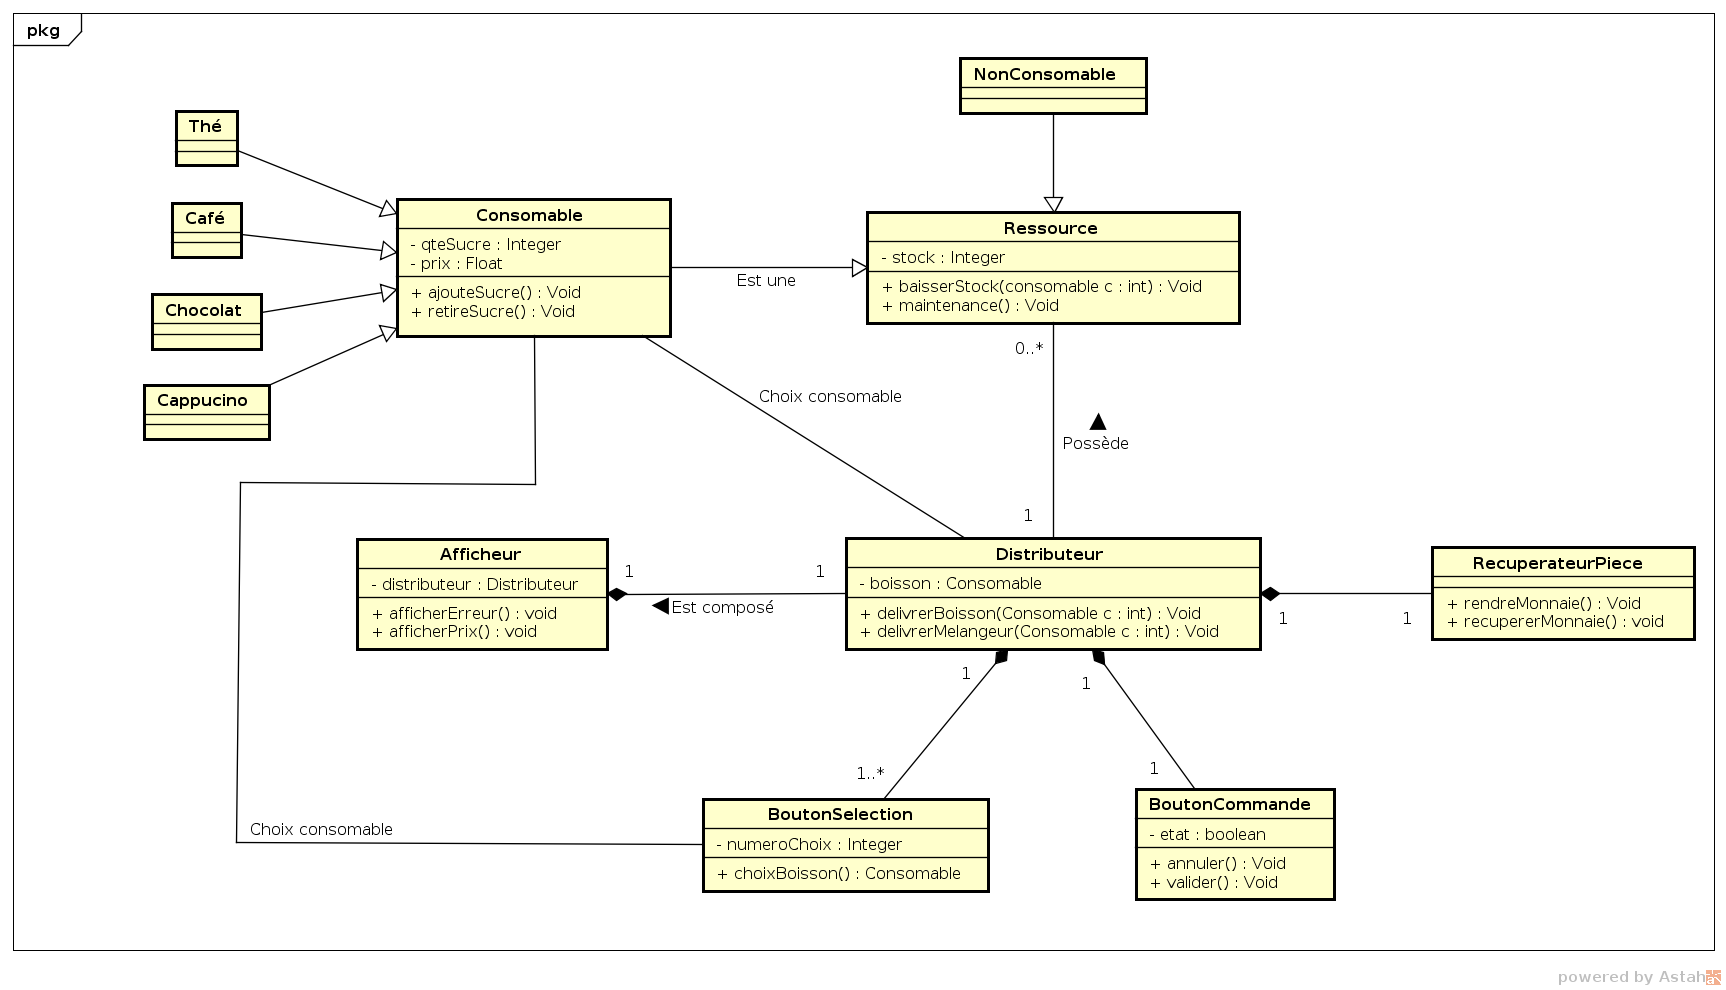 pkg
NonConsomable
Thé
Café
Chocolat
Cappucino
Consomable
- qteSucre : Integer
- prix : Float
+ ajouteSucre() : Void
+ retireSucre() : Void
Est une
Ressource
- stock : Integer
+ baisserStock(consomable c : int) : Void
+ maintenance() : Void
0..*
Choix consomable
Possède
1
Afficheur
- distributeur : Distributeur
+ afficherErreur() : void
+ afficherPrix() : void
1
1
Est composé
Distributeur
- boisson : Consomable
+ delivrerBoisson(Consomable c : int) : Void
+ delivrerMelangeur(Consomable c : int) : Void
1
1
RecuperateurPiece
+ rendreMonnaie() : Void
+ recupererMonnaie() : void
1
1
1..*
1
Choix consomable
BoutonSelection
- numeroChoix : Integer
+ choixBoisson() : Consomable
BoutonCommande
- etat : boolean
+ annuler() : Void
+ valider() : Void
powered by Astah